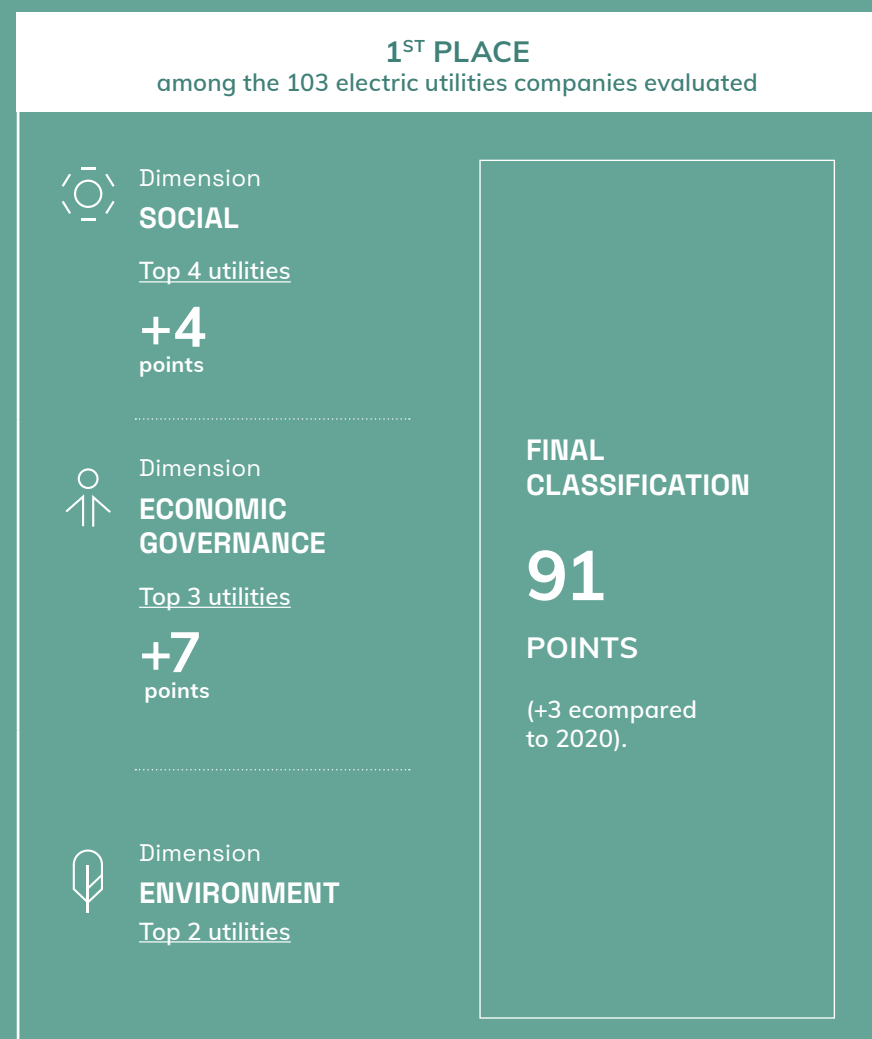 1ST PLACE
among the 103 electric utilities companies evaluated
Dimension
SOCIAL
Top 4 utilities
+4
points
Dimension
ECONOMIC
GOVERNANCE
Top 3 utilities
+7
points
Dimension
ENVIRONMENT
Top 2 utilities
FINAL
CLASSIFICATION
91
POINTS
(+3 ecompared
to 2020).